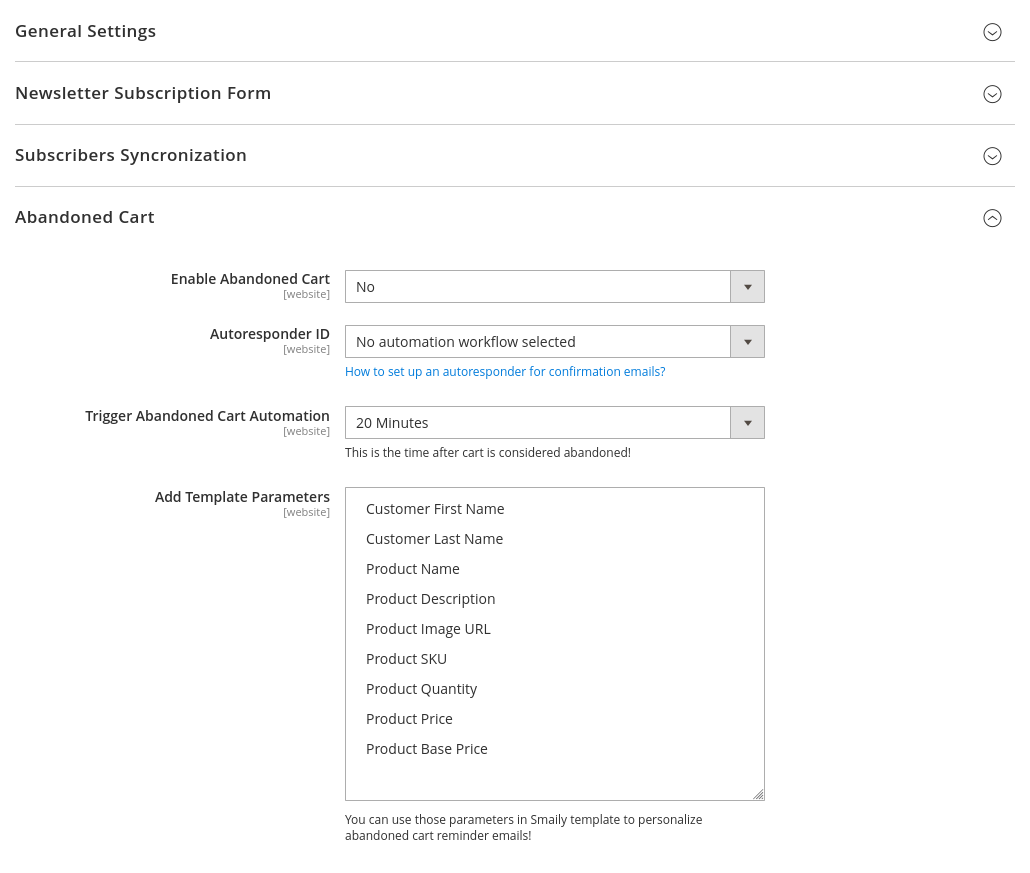 General Settings
Newsletter Subscription Form
Subscribers Syncronization
Abandoned Cart
Enable Abandoned Cart
[website]
No
Autoresponder ID
[website]
No automation workflow selected
How to set up an autoresponder for confirmation emails?
Trigger Abandoned Cart Automation
[website]
20 Minutes
This is the time after cart is considered abandoned!
Add Template Parameters
[website]
Customer First Name
Customer Last Name
Product Name
Product Description
Product Image URL
Product SKU
Product Quantity
Product Price
Product Base Price
You can use those parameters in Smaily template to personalize
abandoned cart reminder emails!